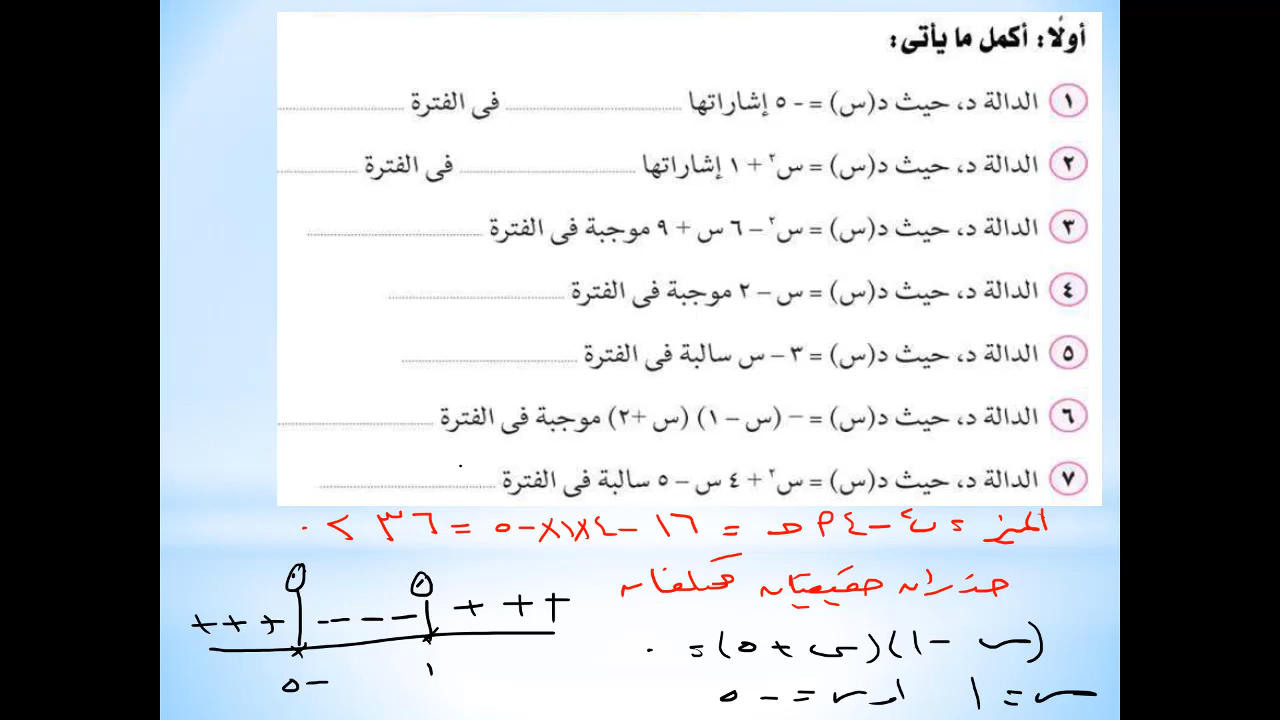 أولًا: أكمل ما يأتى:
١ الدالة د، حيث د(س) = - ٥ إشاراتها ........ فى الفترة ........
٢ الدالة د، حيث د(س) = س٢ + ١ إشاراتها ........ فى الفترة ........
٣ الدالة د، حيث د(س) = س٢ – ٦ س + ٩ موجبة فى الفترة ........
٤ الدالة د، حيث د(س) = س – ٢ موجبة فى الفترة ........
٥ الدالة د، حيث د(س) = ٣ – س سالبة فى الفترة ........
٦ الدالة د، حيث د(س) = – (س – ١) (س +٢) موجبة فى الفترة ........
٧ الدالة د، حيث د(س) = س٢ + ٤ س – ٥ سالبة فى الفترة ........
المميز = ب٢ – ٤ أ حـ = ١٦ – ٤×١×-٥ = ٣٦ > ٠
جذران حقيقيان مختلفان
(س – ١)(س + ٥) = ٠
س = ١ أو س = – ٥
+ + + ٠ – – – – ٠ + + +
-٥ ١